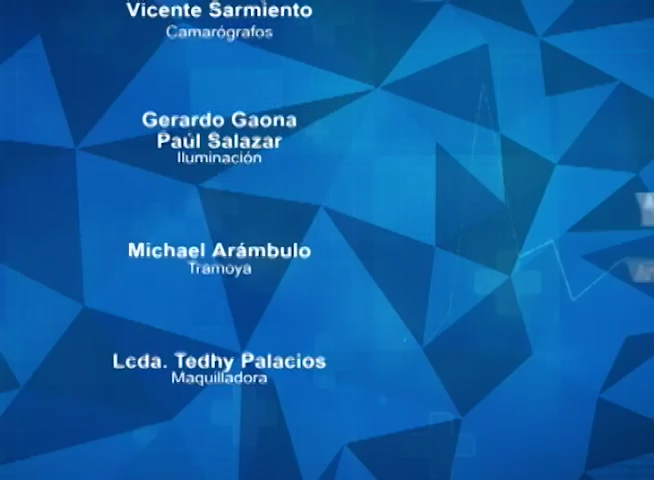 Vicente Sarmiento
Camarógrafos
Gerardo Gaona
Paúl Salazar
Iluminación
Michael Arámbulo
Tramoya
Lcda. Tedhy Palacios
Maquilladora